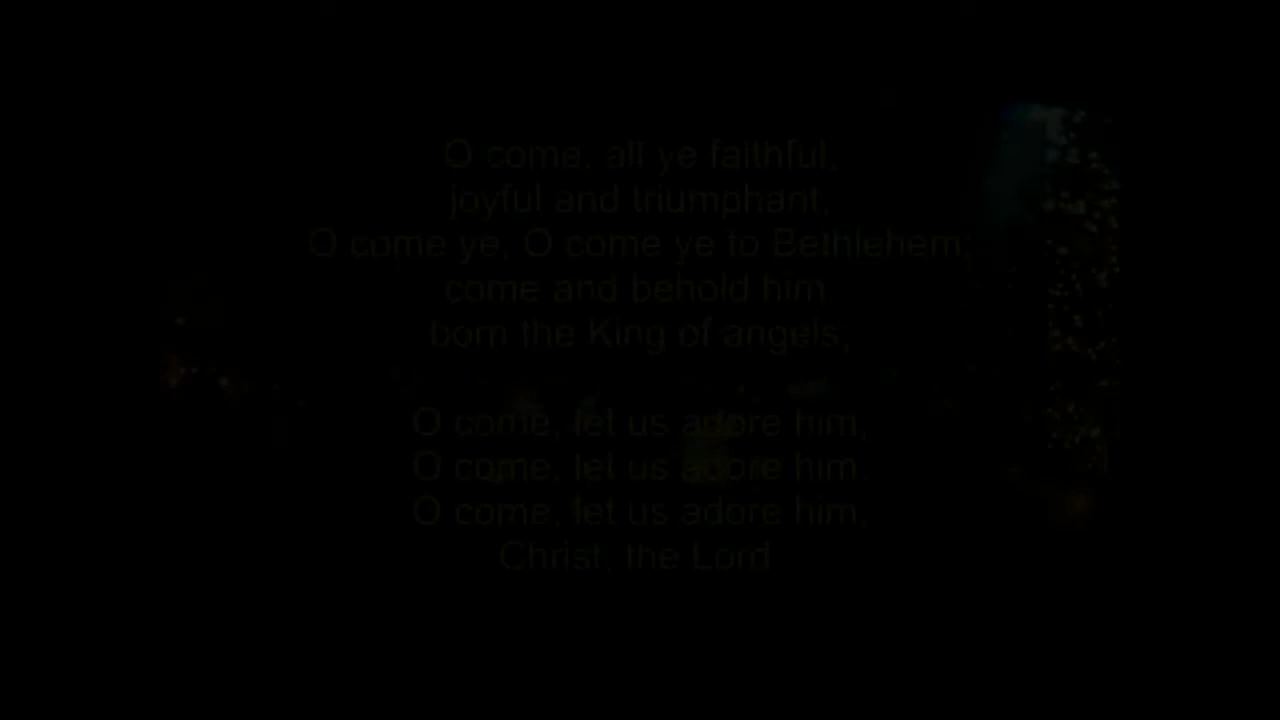 O come, all ye faithful,
joyful and triumphant,
O come ye, O come ye to Bethlehem;
come and behold him
born the King of angels;
O come, let us adore him,
O come, let us adore him,
O come, let us adore him,
Christ, the Lord